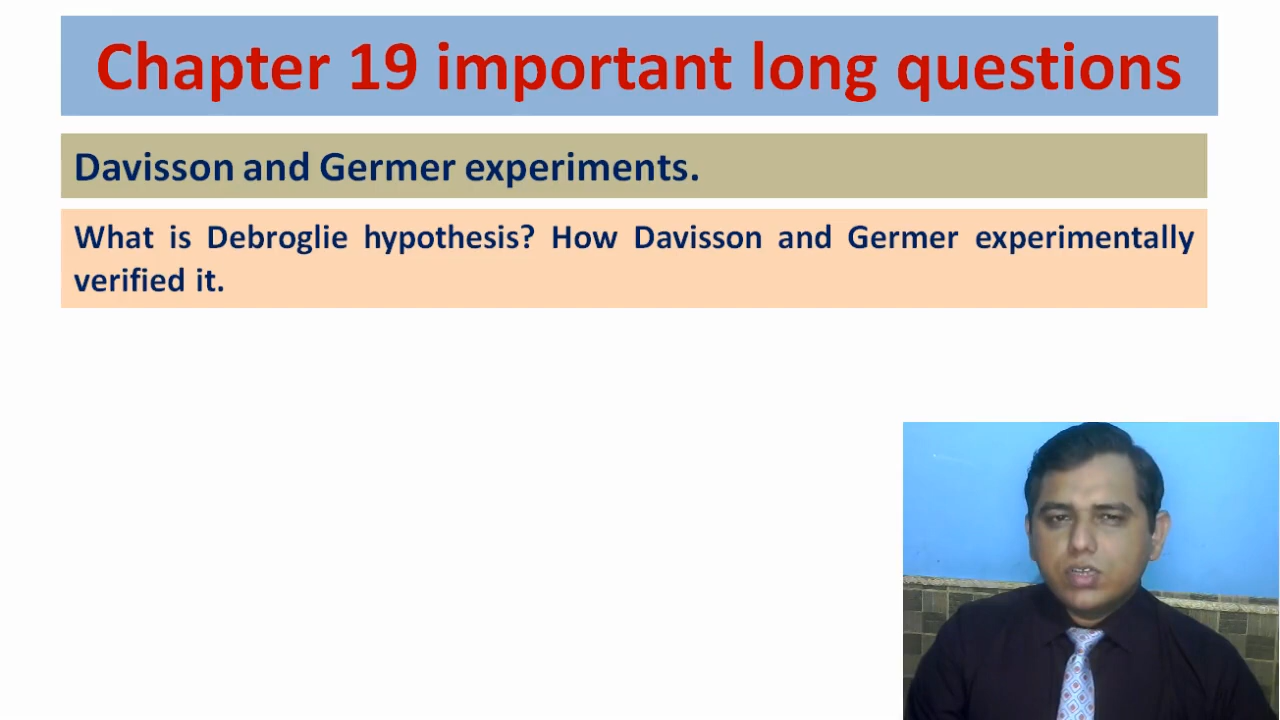 Chapter 19 important long questions
Davisson and Germer experiments.
What is Debroglie hypothesis? How Davisson and Germer experimentally
verified it.